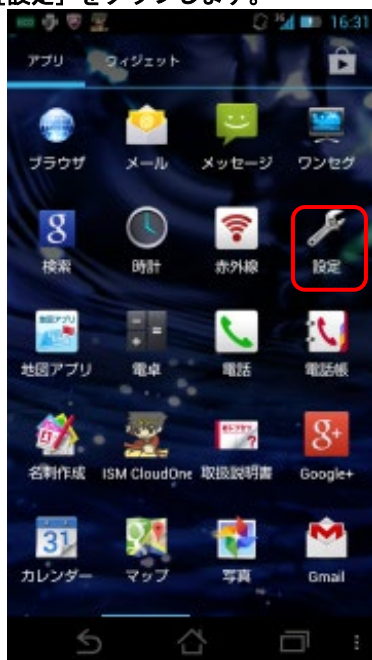 設定」をタップします。
16:31
アプリ ウィジェット
ブラウザ メール メッセージ ワンセグ
検索 時計 赤外線 設定
地図アプリ 電卓 電話 電話帳
名刺作成 ISM CloudOne 取扱説明書 Google+
31
カレンダー マップ 写真 Gmail